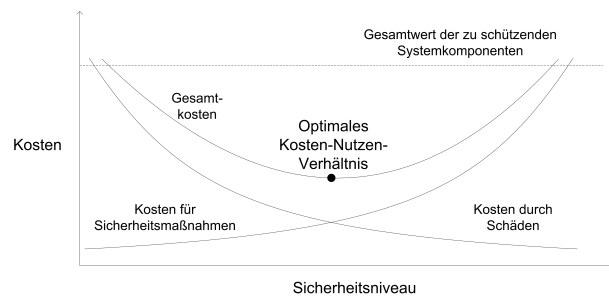 Gesamtwert der zu schützenden
Systemkomponenten
Gesamt-
kosten
Optimales
Kosten-Nutzen-
Verhältnis
Kosten
Kosten für
Sicherheitsmaßnahmen
Kosten durch
Schäden
Sicherheitsniveau